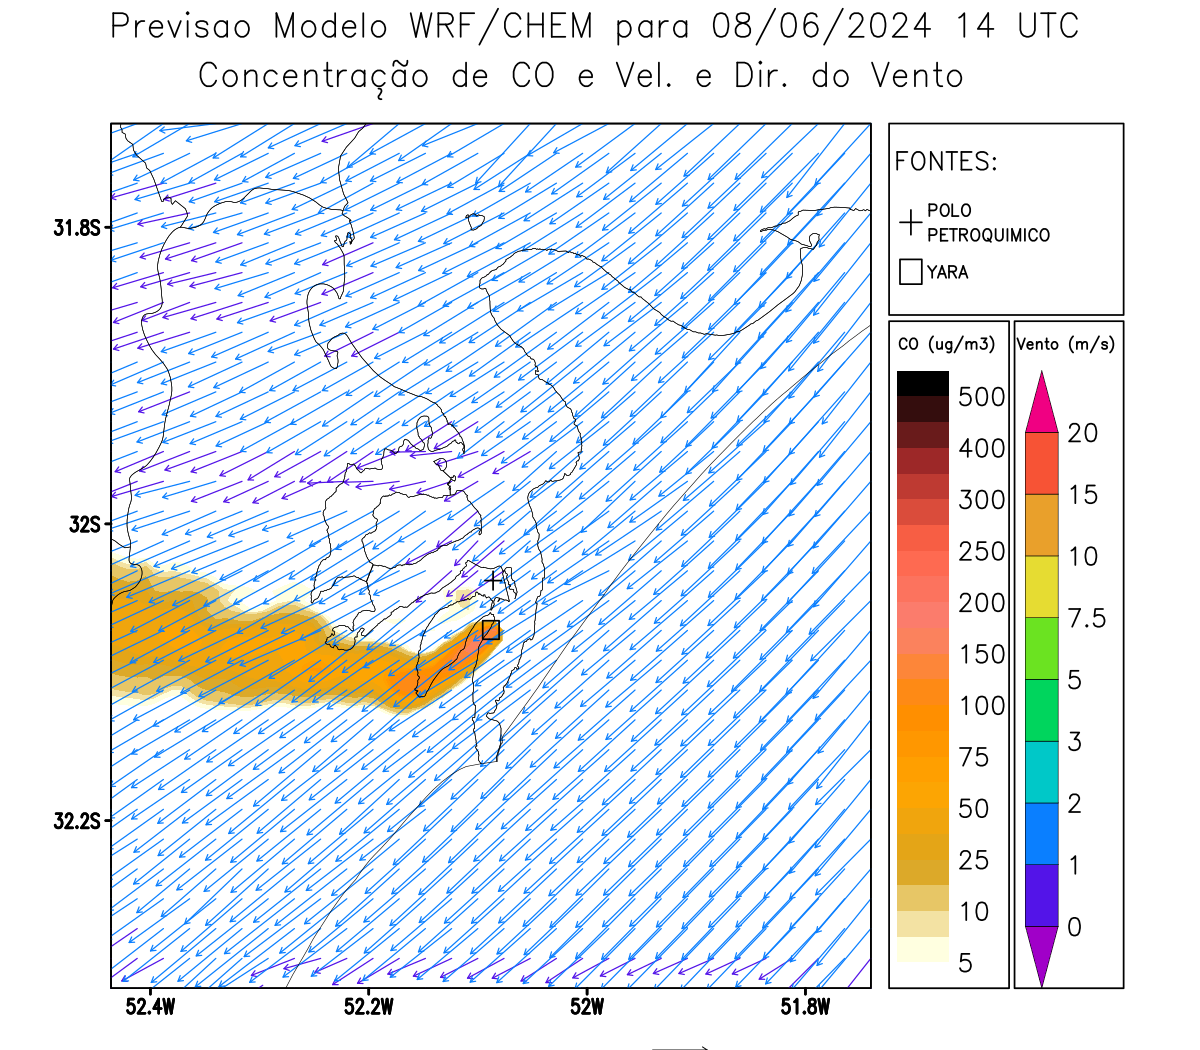 Previsao Modelo WRF/CHEM para 08/06/2024 14 UTC
Concentração de CO e Vel. e Dir. do Vento
FONTES:
POLO
PETROQUIMICO
YARA
31.8S
32S
32.2S
52.4W
52.2W
52W
51.8W
CO (ug/m3)
500
400
300
250
200
150
100
75
50
25
10
5
Vento (m/s)
20
15
10
7.5
5
3
2
1
0